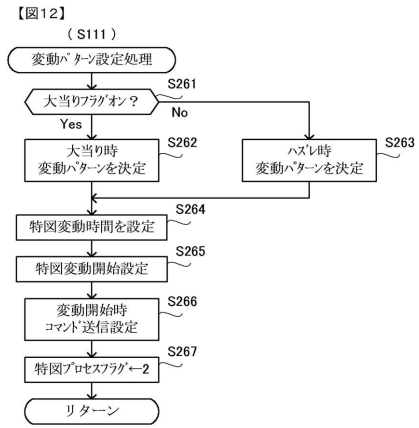 【図12】
(S111)
変動パターン設定処理
S261
大当りフラグオン？
No
Yes
S262
大当り時
変動パターンを決定
S263
ハズレ時
変動パターンを決定
S264
特図変動時間を設定
S265
特図変動開始設定
S266
変動開始時
コマンド送信設定
S267
特図プロセスフラグ←2
リターン